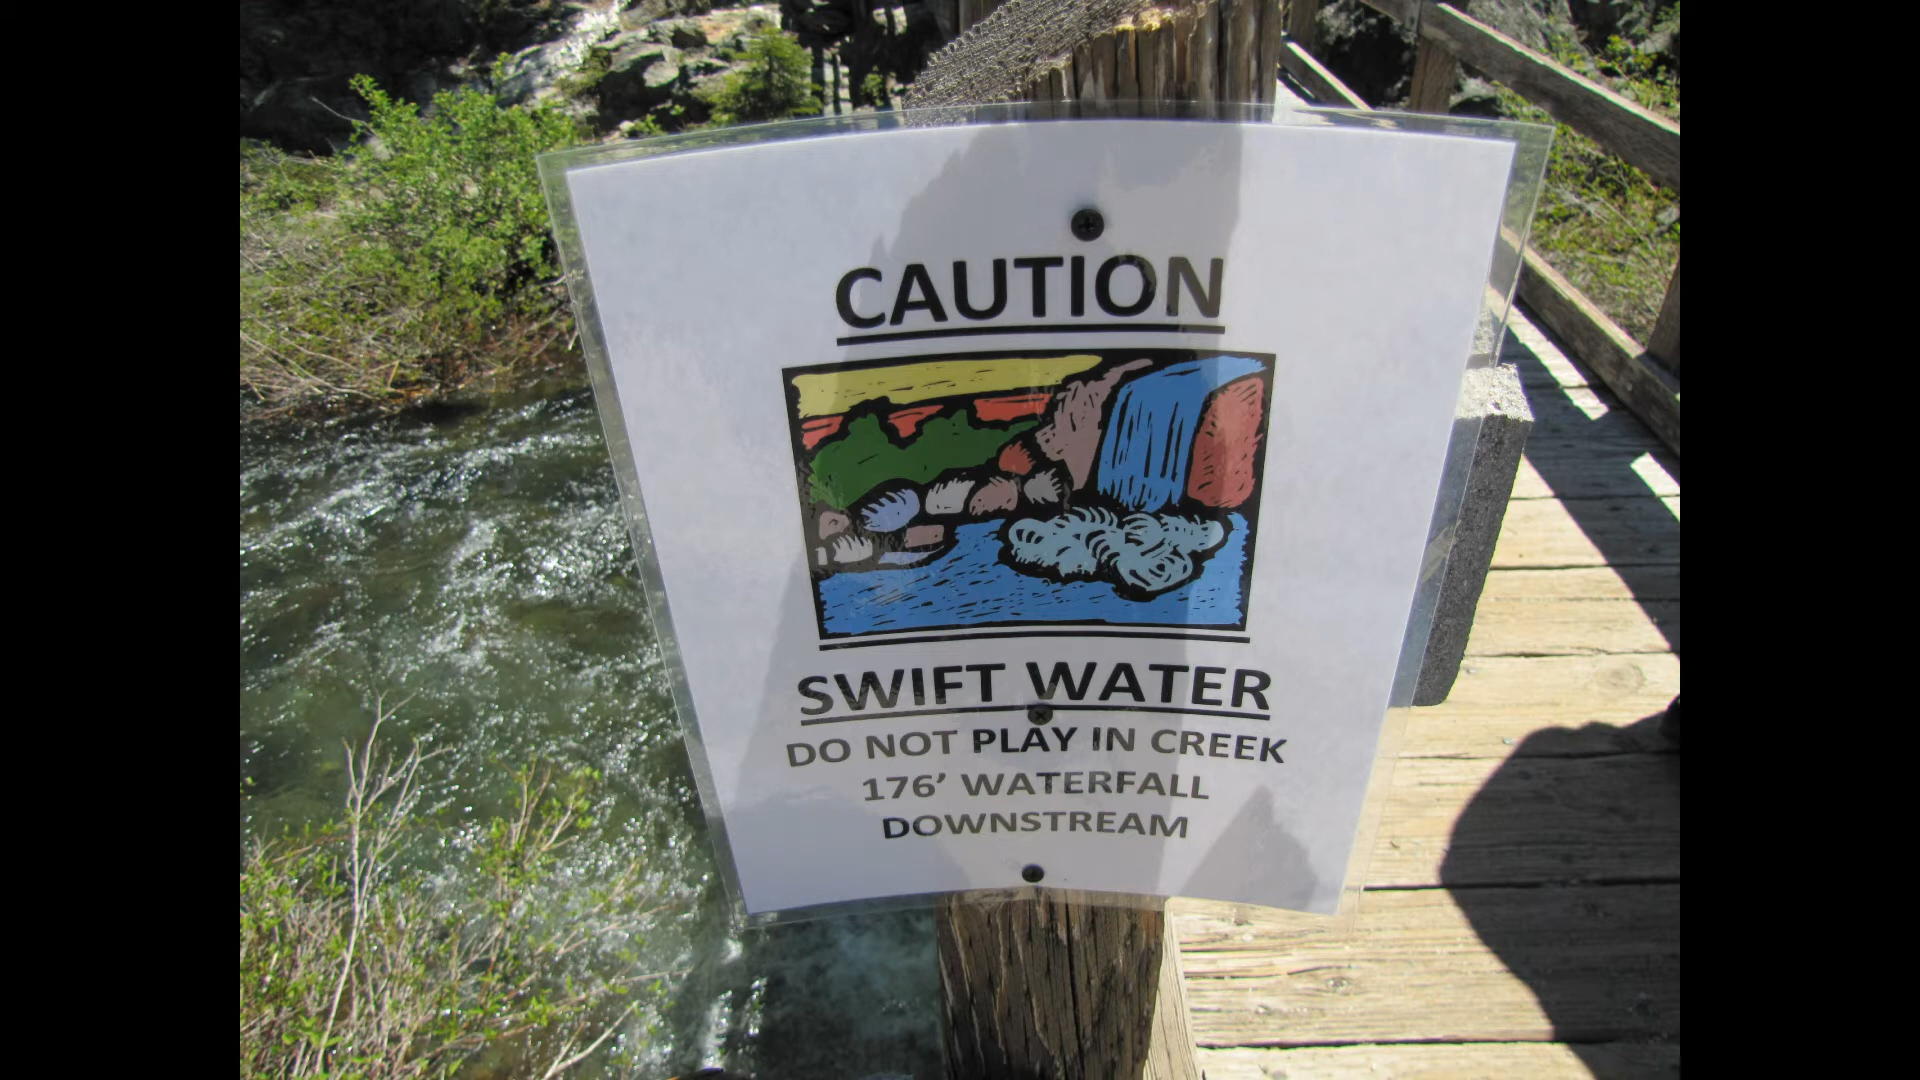 CAUTION
SWIFT WATER
DO NOT PLAY IN CREEK
176’ WATERFALL
DOWNSTREAM